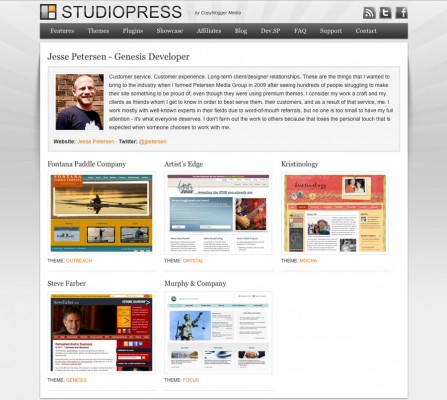 STUDIOPRESS
by Copyblogger Media
Features Themes Plugins Showcase Affiliates Blog Dev.SP FAQ Support Contact
Jesse Petersen - Genesis Developer
Customer service. Customer experience. Long-term client/designer relationships. These are the things that I wanted to
bring to the industry when I formed Petersen Media Group in 2009 after seeing hundreds of people struggling to make
their site something to be proud of, even though they were using premium themes. I consider my work a craft and my
clients as friends whom I get to know in order to best serve them, their customers, and as a result of that service, me. I
work mostly with well-known experts in their fields due to word-of-mouth referrals, but no one is too small to have my full
attention - it's what everyone deserves. I don't farm out the work to others because that loses the personal touch that is
expected when someone chooses to work with me.
Website: Jesse Petersen · Twitter: @jpetersen
Fontana Paddle Company
Artist's Edge
Kristinology
THEME: OUTREACH
THEME: CRYSTAL
THEME: MOCHA
Steve Farber
Murphy & Company
THEME: GENESIS
THEME: FOCUS